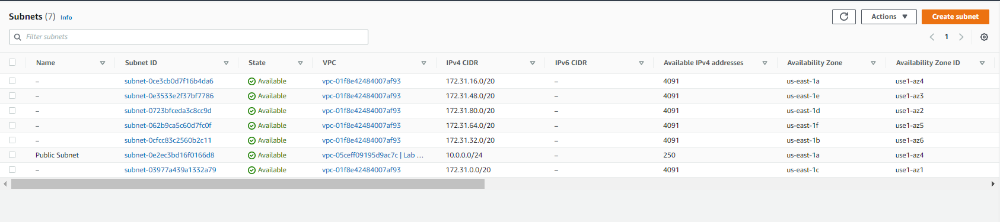 Subnets (7) Info
Actions
Create subnet
Filter subnets
1
Name Subnet ID State VPC IPv4 CIDR IPv6 CIDR Available IPv4 addresses Availability Zone Availability Zone ID
– subnet-0ce3cb0d7f16b4da6 Available vpc-01f8e42484007af93 172.31.16.0/20 – 4091 us-east-1a use1-az4
– subnet-0e3533e2f37bf7786 Available vpc-01f8e42484007af93 172.31.48.0/20 – 4091 us-east-1e use1-az3
– subnet-0723bfceda3c8cc9d Available vpc-01f8e42484007af93 172.31.80.0/20 – 4091 us-east-1d use1-az2
– subnet-062b9ca5c60d7fc0f Available vpc-01f8e42484007af93 172.31.64.0/20 – 4091 us-east-1f use1-az5
– subnet-0cfcc83c2560b2c11 Available vpc-01f8e42484007af93 172.31.32.0/20 – 4091 us-east-1b use1-az6
Public Subnet subnet-0e2ec3bd16f0166d8 Available vpc-05ceff09195d9ac7c | Lab ... 10.0.0.0/24 – 250 us-east-1a use1-az4
– subnet-03977a439a1332a79 Available vpc-01f8e42484007af93 172.31.0.0/20 – 4091 us-east-1c use1-az1